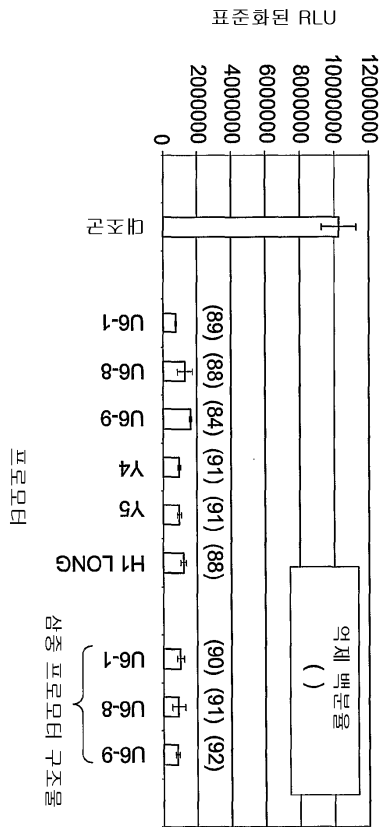 표준화된 RLU
12000000
10000000
8000000
6000000
4000000
2000000
0
억제 백분율
( )
(89)
(88)
(84)
(91)
(91)
(88)
(90)
(91)
(92)
대조군
U6-1
U6-8
U6-9
Y4
Y5
H1 LONG
U6-1
U6-8
U6-9
삼중 프로모터 구조물
프로모터